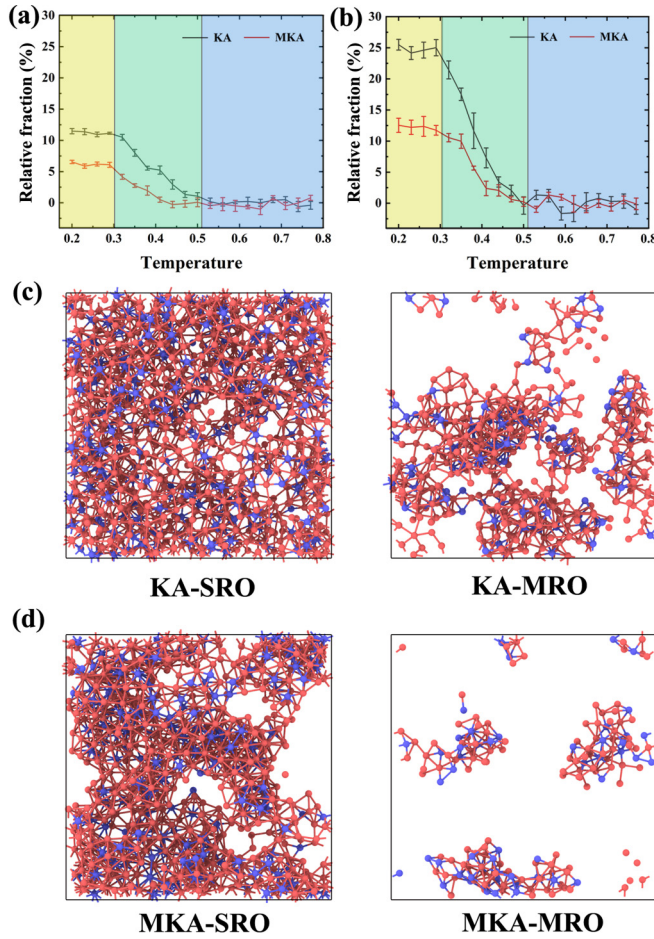 (a)
KA
MKA
Relative fraction (%)
30
25
20
15
10
5
0
0.2 0.3 0.4 0.5 0.6 0.7 0.8
Temperature
(b)
KA
MKA
Relative fraction (%)
30
25
20
15
10
5
0
0.2 0.3 0.4 0.5 0.6 0.7 0.8
Temperature
(c)
KA-SRO
KA-MRO
(d)
MKA-SRO
MKA-MRO